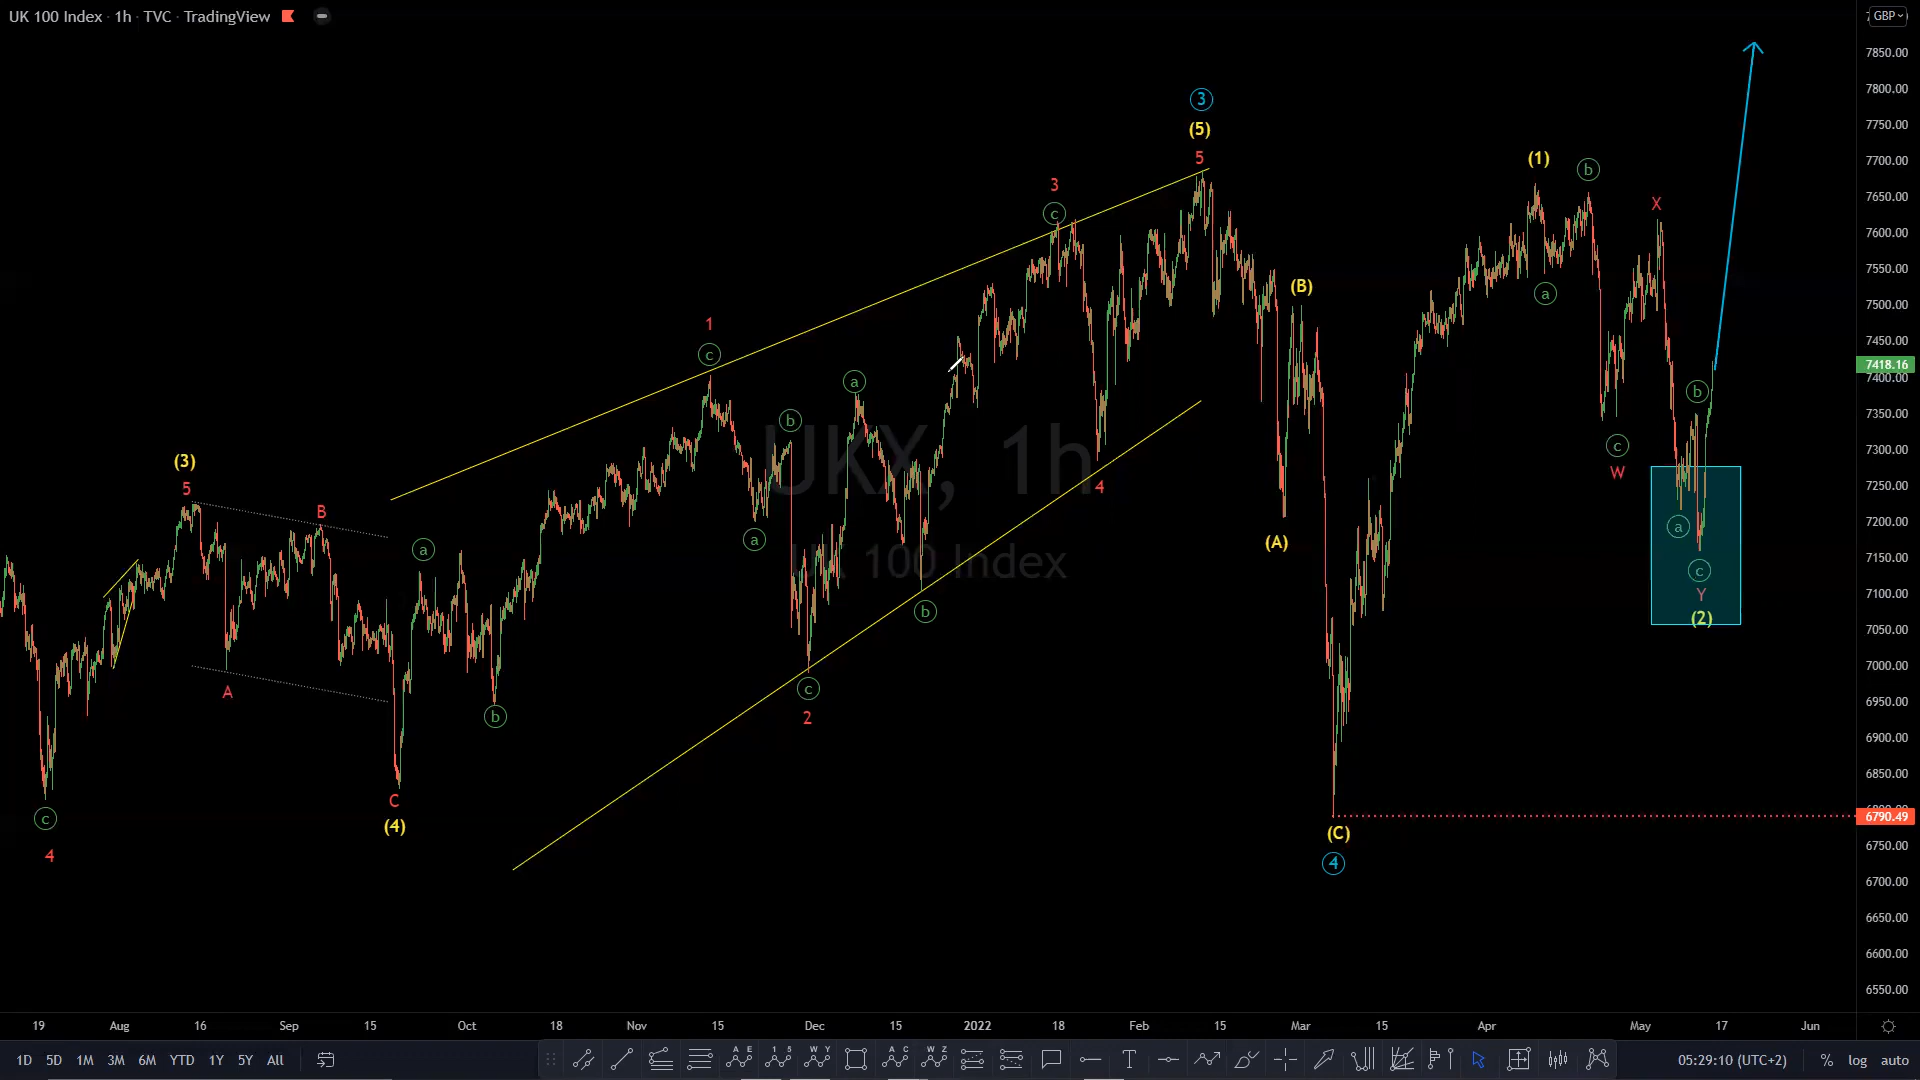 UK 100 Index · 1h · TVC · TradingView
GBP
7850.00
7800.00
7750.00
7700.00
7650.00
7600.00
7550.00
7500.00
7450.00
7418.16
7400.00
7350.00
7300.00
7250.00
7200.00
7150.00
7100.00
7050.00
7000.00
6950.00
6900.00
6850.00
6790.49
6750.00
6700.00
6650.00
6600.00
6550.00
3
(5)
5
3
c
(1)
b
X
a
(B)
1
c
a
b
b
c
W
(3)
5
B
a
UKX, 1h
UK 100 Index
4
a
(A)
a
c
Y
(2)
b
A
b
c
2
C
(4)
c
4
(C)
4
19 Aug 16 Sep 15 Oct 18 Nov 15 Dec 15 2022 18 Feb 15 Mar 15 Apr May 17 Jun
1D 5D 1M 3M 6M YTD 1Y 5Y All
05:29:10 (UTC+2) % log auto